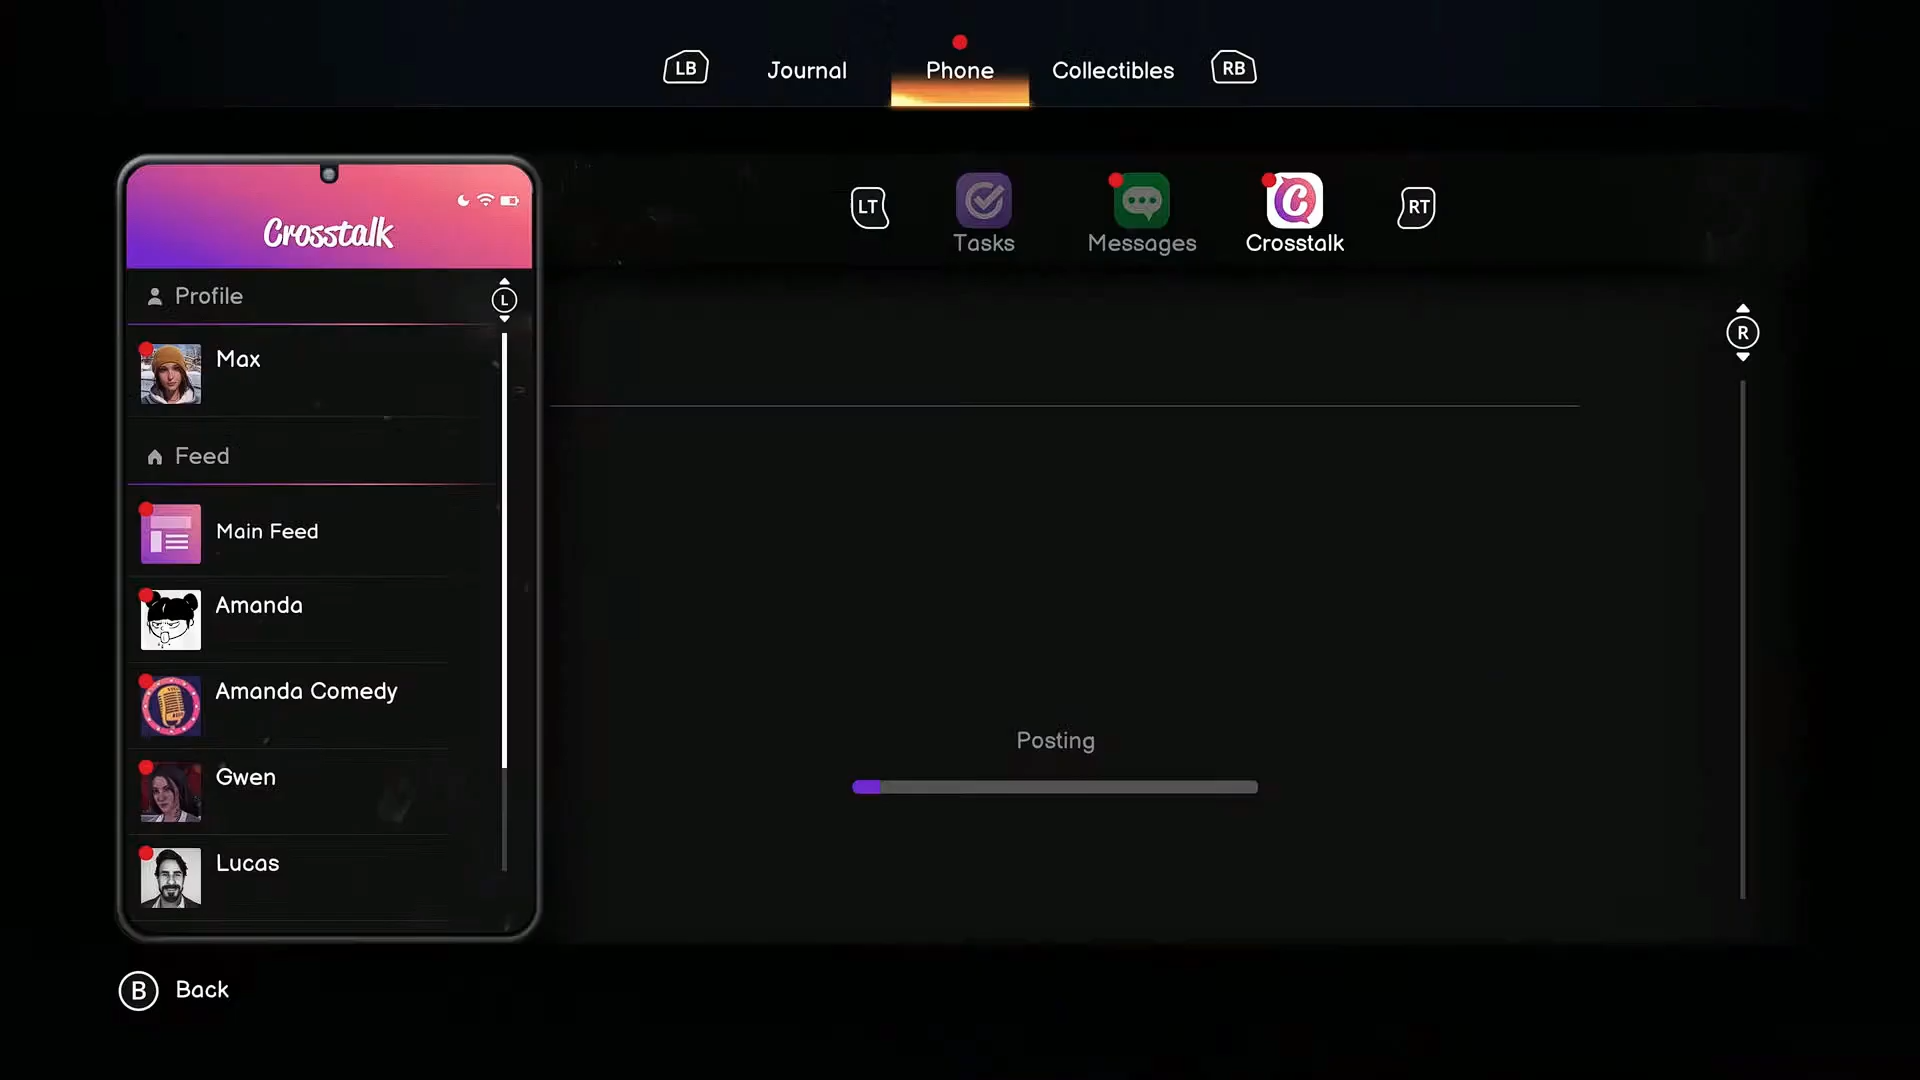 LB
Journal
Phone
Collectibles
RB
Crosstalk
LT
Tasks
Messages
Crosstalk
RT
Profile
L
Max
Feed
Main Feed
Amanda
Amanda Comedy
Gwen
Lucas
R
Posting
B Back